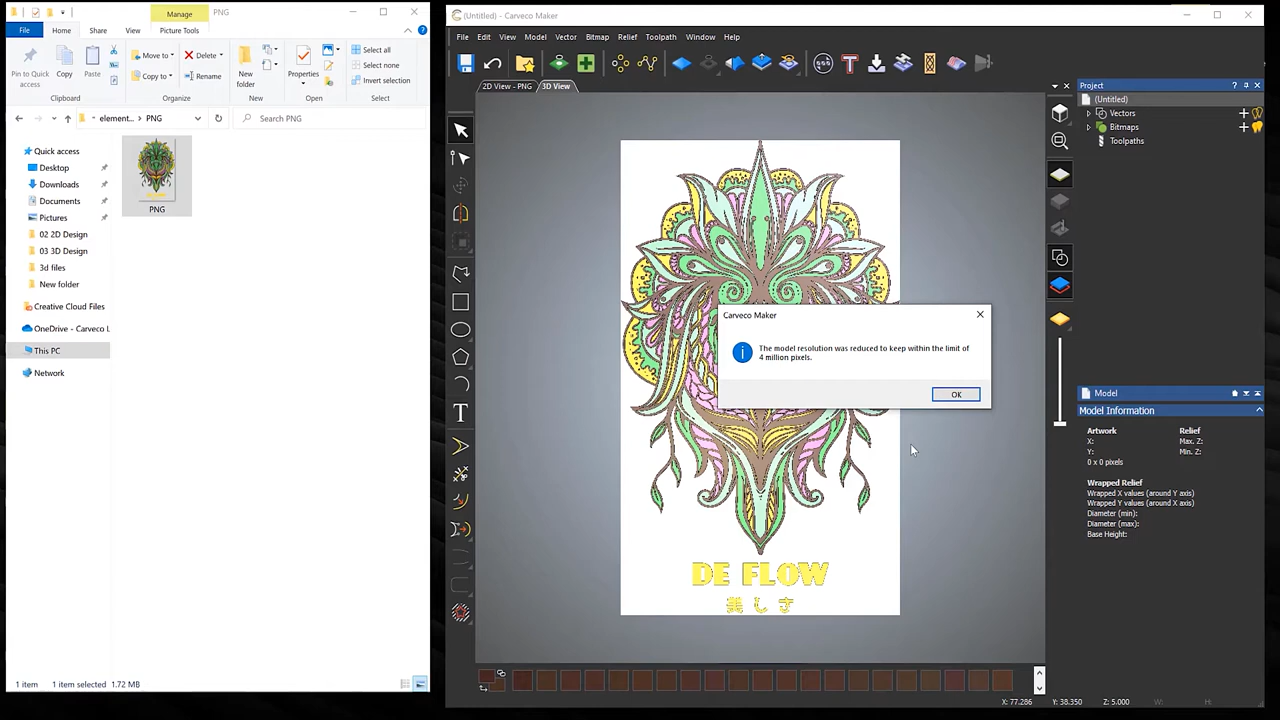 Manage
PNG
File
Home
Share
View
Picture Tools
Pin to Quick
access
Copy
Paste
Move to
Copy to
Delete
Rename
New
folder
Properties
Select all
Select none
Invert selection
Clipboard
Organize
New
Open
Select
« element... > PNG
Search PNG
Quick access
Desktop
Downloads
Documents
Pictures
02 2D Design
03 3D Design
3d files
New folder
Creative Cloud Files
OneDrive - Carveco L
This PC
Network
PNG
1 item
1 item selected
1.72 MB
(Untitled) - Carveco Maker
File
Edit
View
Model
Vector
Bitmap
Relief
Toolpath
Window
Help
2D View - PNG
3D View
Carveco Maker
The model resolution was reduced to keep within the limit of
4 million pixels.
OK
DE FLOW
美しさ
Project
(Untitled)
Vectors
Bitmaps
Toolpaths
Model
Model Information
Artwork
Relief
X:
Max. Z:
Y:
Min. Z:
0 x 0 pixels
Wrapped Relief
Wrapped X values (around Y axis)
Wrapped Y values (around X axis)
Diameter (min):
Diameter (max):
Base Height:
X: 77.286
Y: 38.350
Z: 5.000
W:
H: